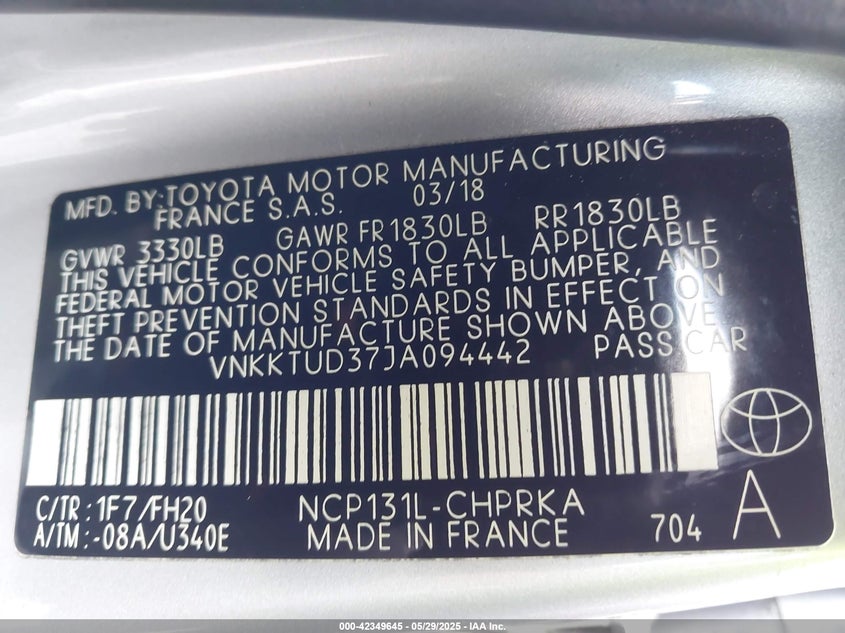 MFD. BY:TOYOTA MOTOR MANUFACTURING
FRANCE S.A.S. 03/18
GVWR 3330LB GAWR FR1830LB RR1830LB
THIS VEHICLE CONFORMS TO ALL APPLICABLE
FEDERAL MOTOR VEHICLE SAFETY BUMPER, AND
THEFT PREVENTION STANDARDS IN EFFECT ON
THE DATE OF MANUFACTURE SHOWN ABOVE.
VNKKTUD37JA094442 PASS CAR
C/TR: 1F7/FH20 NCP131L-CHPRKA A
A/TM: -08A/U340E MADE IN FRANCE 704
000-42349645 - 05/29/2025 - IAA Inc.